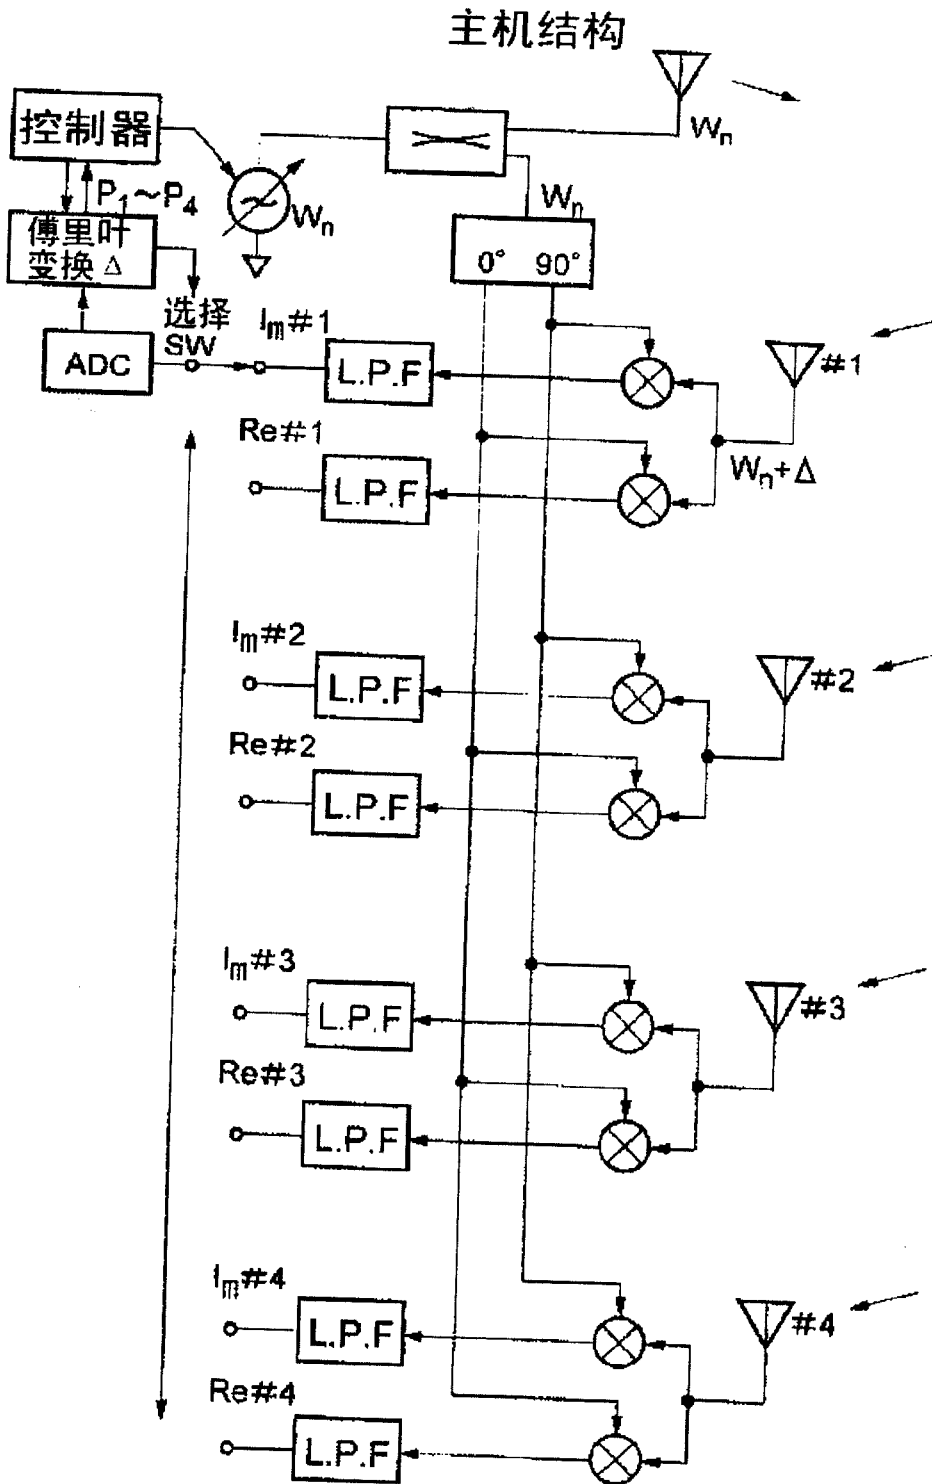 主机结构
控制器
W_n
P_1~P_4
W_n
W_n
傅里叶
变换 Δ
0° 90°
选择
SW
I_m#1
ADC
L.P.F
#1
Re#1
W_n+Δ
L.P.F
I_m#2
L.P.F
#2
Re#2
L.P.F
I_m#3
L.P.F
#3
Re#3
L.P.F
I_m#4
L.P.F
#4
Re#4
L.P.F